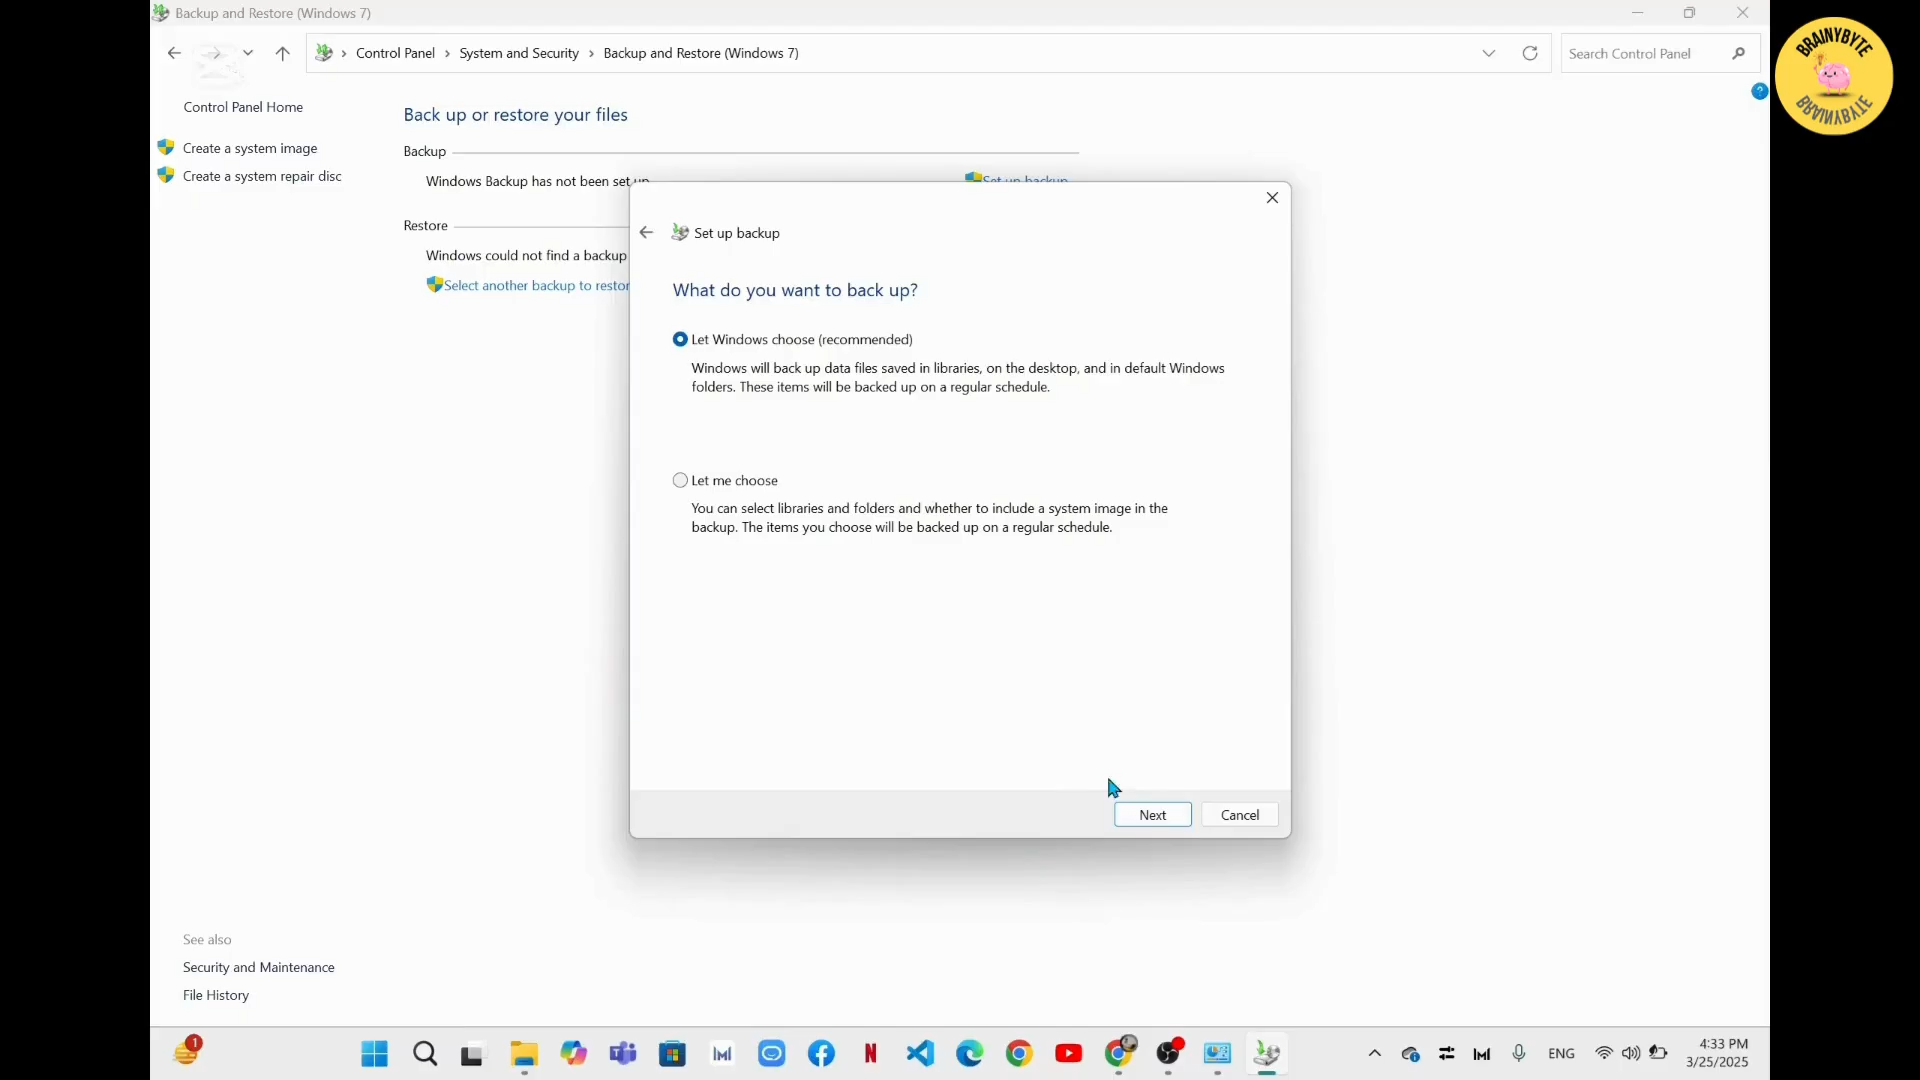 Backup and Restore (Windows 7)
Control Panel
System and Security
Backup and Restore (Windows 7)
Search Control Panel
BRAINYBYTE
BRAINYBYTE
?
Control Panel Home
Create a system image
Create a system repair disc
Back up or restore your files
Backup
Windows Backup has not been set up
Set up backup
Restore
Windows could not find a backup
Select another backup to restor
Set up backup
What do you want to back up?
Let Windows choose (recommended)
Windows will back up data files saved in libraries, on the desktop, and in default Windows
folders. These items will be backed up on a regular schedule.
Let me choose
You can select libraries and folders and whether to include a system image in the
backup. The items you choose will be backed up on a regular schedule.
Next
Cancel
See also
Security and Maintenance
File History
1
N
ENG
4:33 PM
3/25/2025